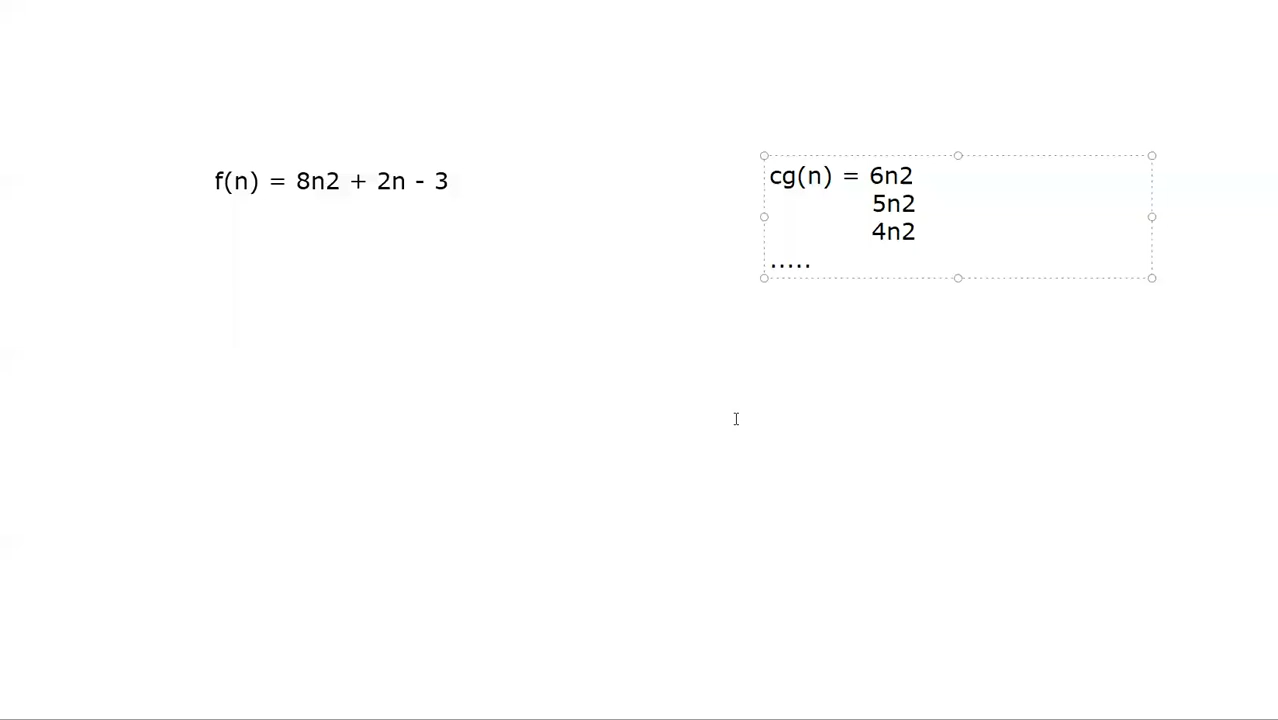 f(n) = 8n2 + 2n - 3
cg(n) = 6n2
5n2
4n2
.....